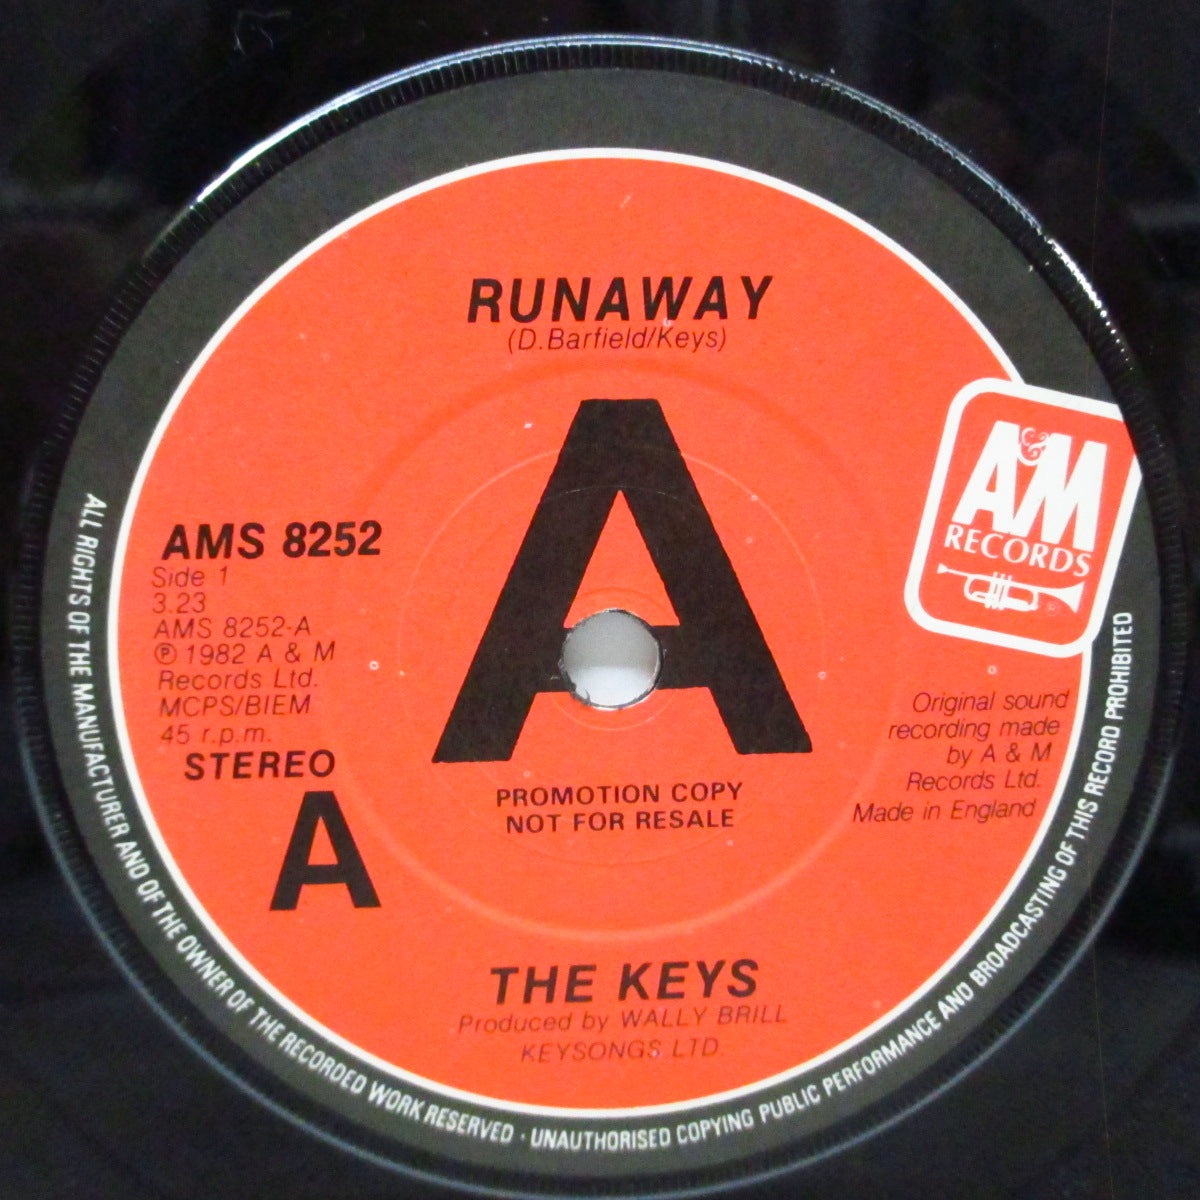 RUNAWAY
(D.Barfield/Keys)
A
A&M
RECORDS
®
AMS 8252
Side 1
3.23
AMS 8252-A
℗ 1982 A & M
Records Ltd.
MCPS/BIEM
45 r.p.m.
STEREO
A
Original sound
recording made
by A & M
Records Ltd.
Made in England
PROMOTION COPY
NOT FOR RESALE
THE KEYS
Produced by WALLY BRILL
KEYSONGS LTD.
ALL RIGHTS OF THE MANUFACTURER AND OF THE OWNER OF THE RECORDED WORK RESERVED · UNAUTHORISED COPYING PUBLIC PERFORMANCE AND BROADCASTING OF THIS RECORD PROHIBITED